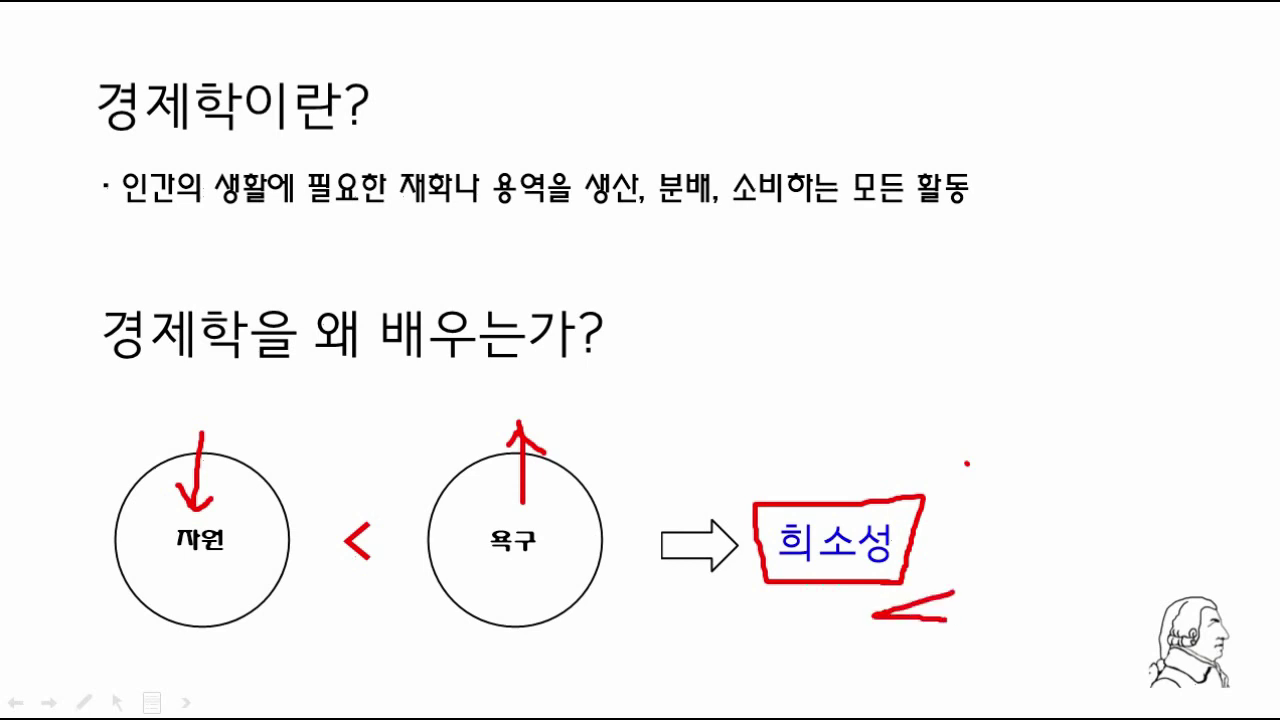 경제학이란?
· 인간의 생활에 필요한 재화나 용역을 생산, 분배, 소비하는 모든 활동
경제학을 왜 배우는가?
자원 < 욕구 희소성